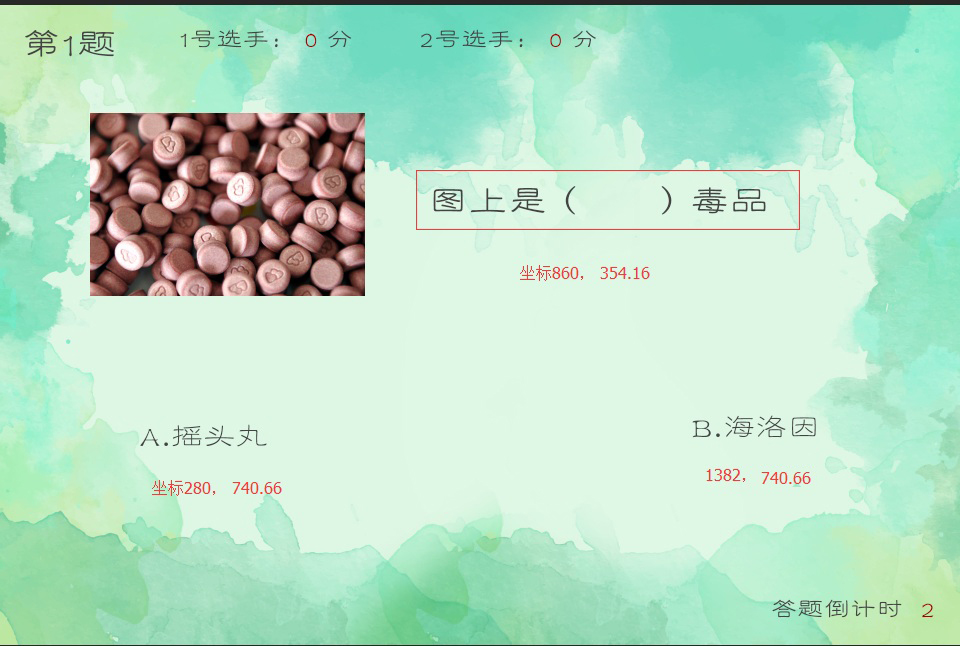 第1题
1号选手： 0 分
2号选手： 0 分
图上是（ ）毒品
坐标860， 354.16
A.摇头丸
B.海洛因
坐标280， 740.66
1382， 740.66
答题倒计时 2